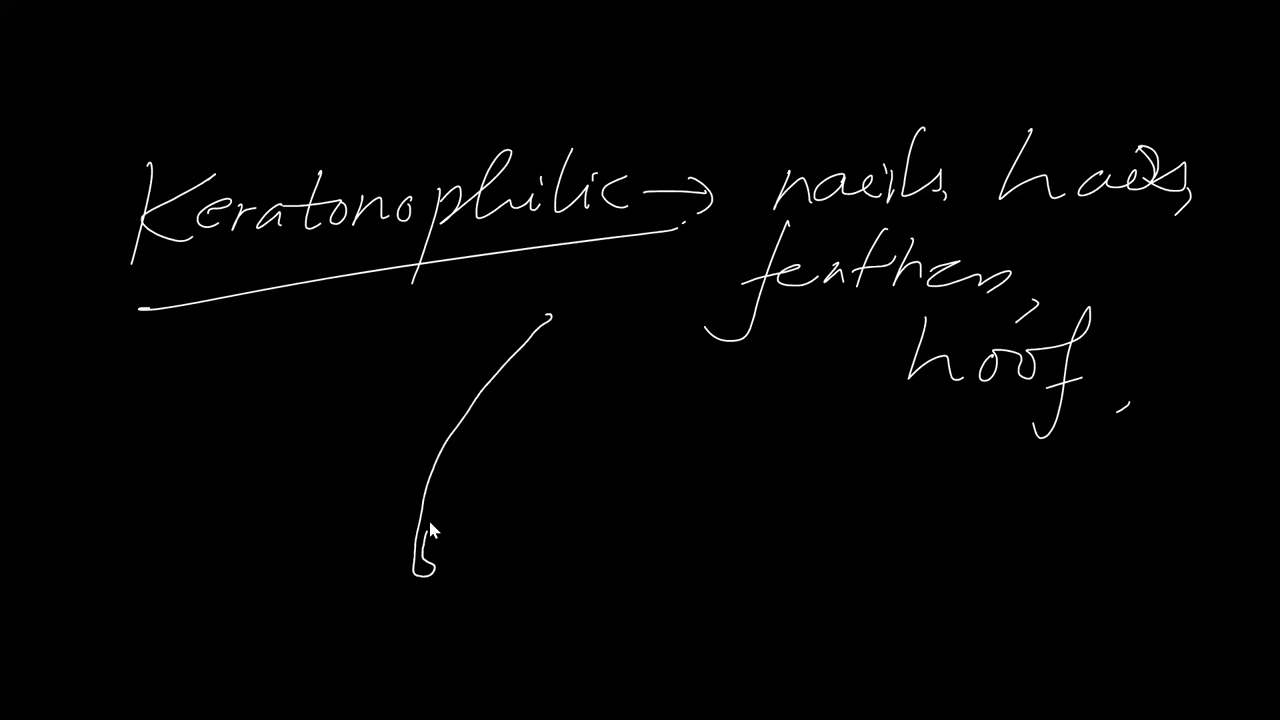 Keratonophilic → nails, hairs,
feathers,
hoof,